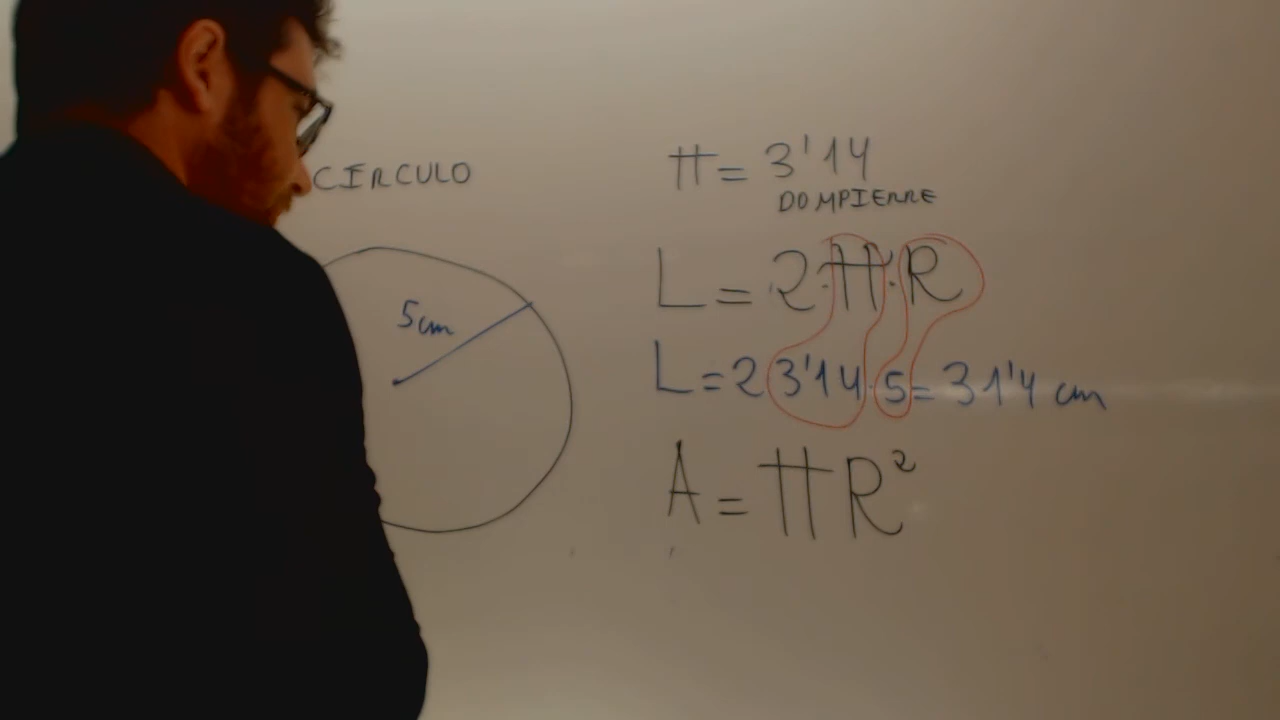 CÍRCULO
π = 3'14
DOMPIERRE
5cm
L = 2·π·R
L = 2 3'14·5 = 31'4 cm
A = πR²